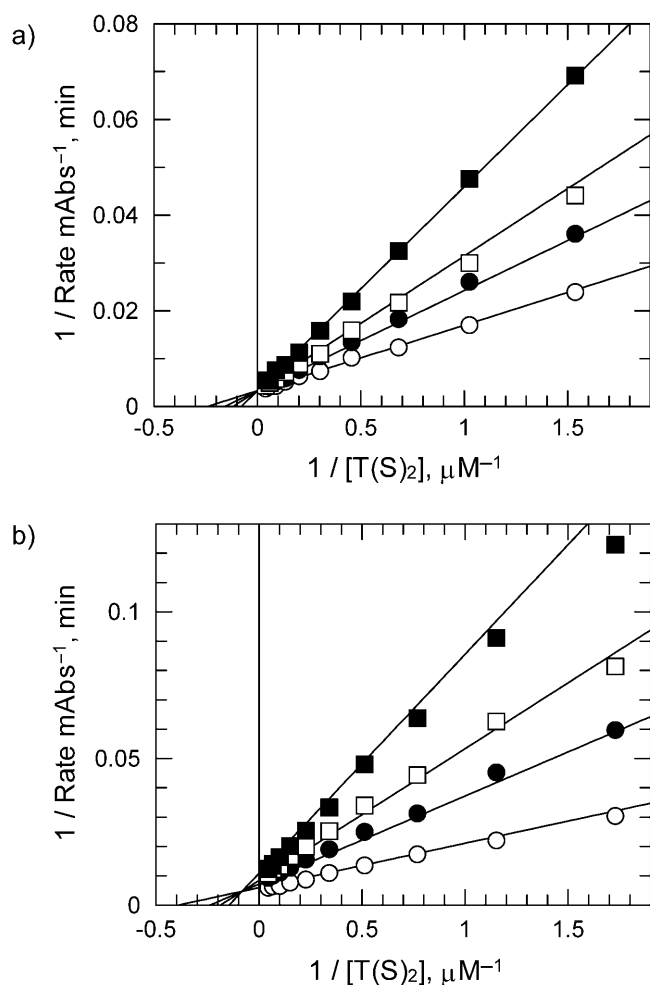 a)
0.08
0.06
0.04
0.02
0
-0.5 0 0.5 1 1.5
1 / Rate mAbs⁻¹, min
1 / [T(S)₂], μM⁻¹
b)
0.1
0.05
0
-0.5 0 0.5 1 1.5
1 / Rate mAbs⁻¹, min
1 / [T(S)₂], μM⁻¹